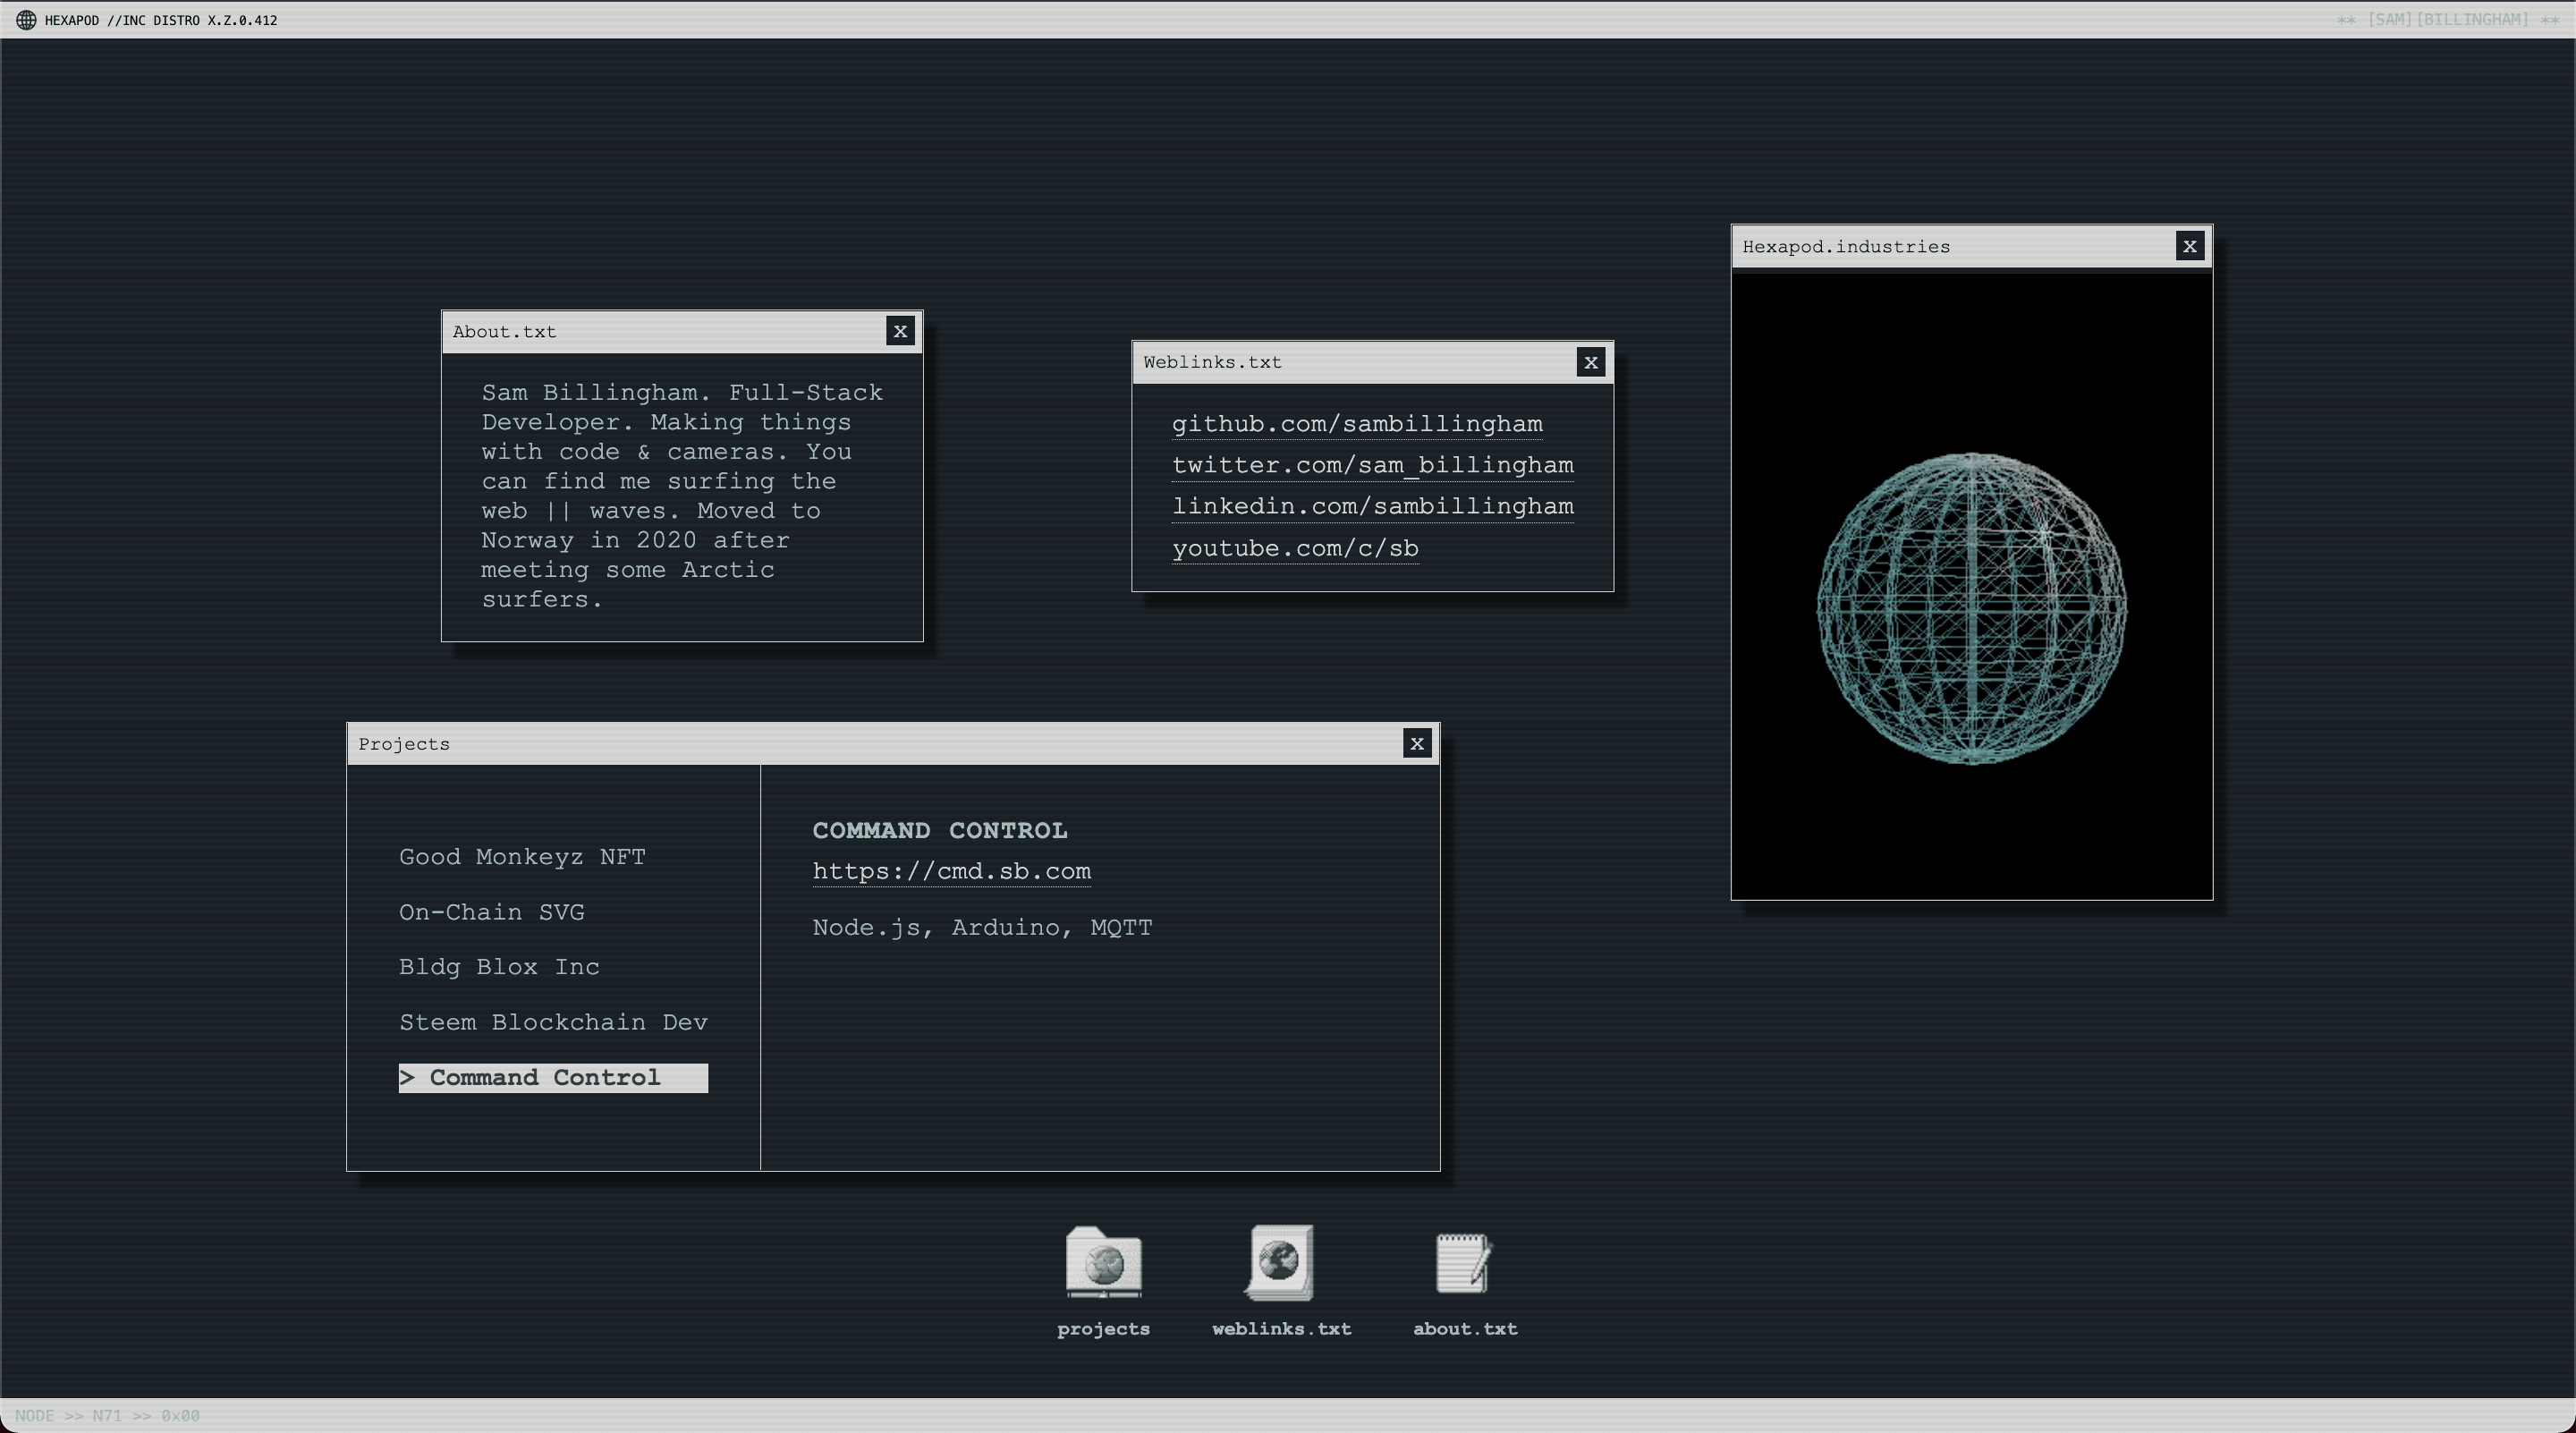 HEXAPOD //INC DISTRO X.Z.0.412
** [SAM][BILLINGHAM] **
Hexapod.industries
X
About.txt
X
Sam Billingham. Full-Stack
Developer. Making things
with code & cameras. You
can find me surfing the
web || waves. Moved to
Norway in 2020 after
meeting some Arctic
surfers.
Weblinks.txt
X
github.com/sambillingham
twitter.com/sam_billingham
linkedin.com/sambillingham
youtube.com/c/sb
Projects
X
Good Monkeyz NFT
On-Chain SVG
Bldg Blox Inc
Steem Blockchain Dev
> Command Control
COMMAND CONTROL
https://cmd.sb.com
Node.js, Arduino, MQTT
projects
weblinks.txt
about.txt
NODE >> N71 >> 0x00